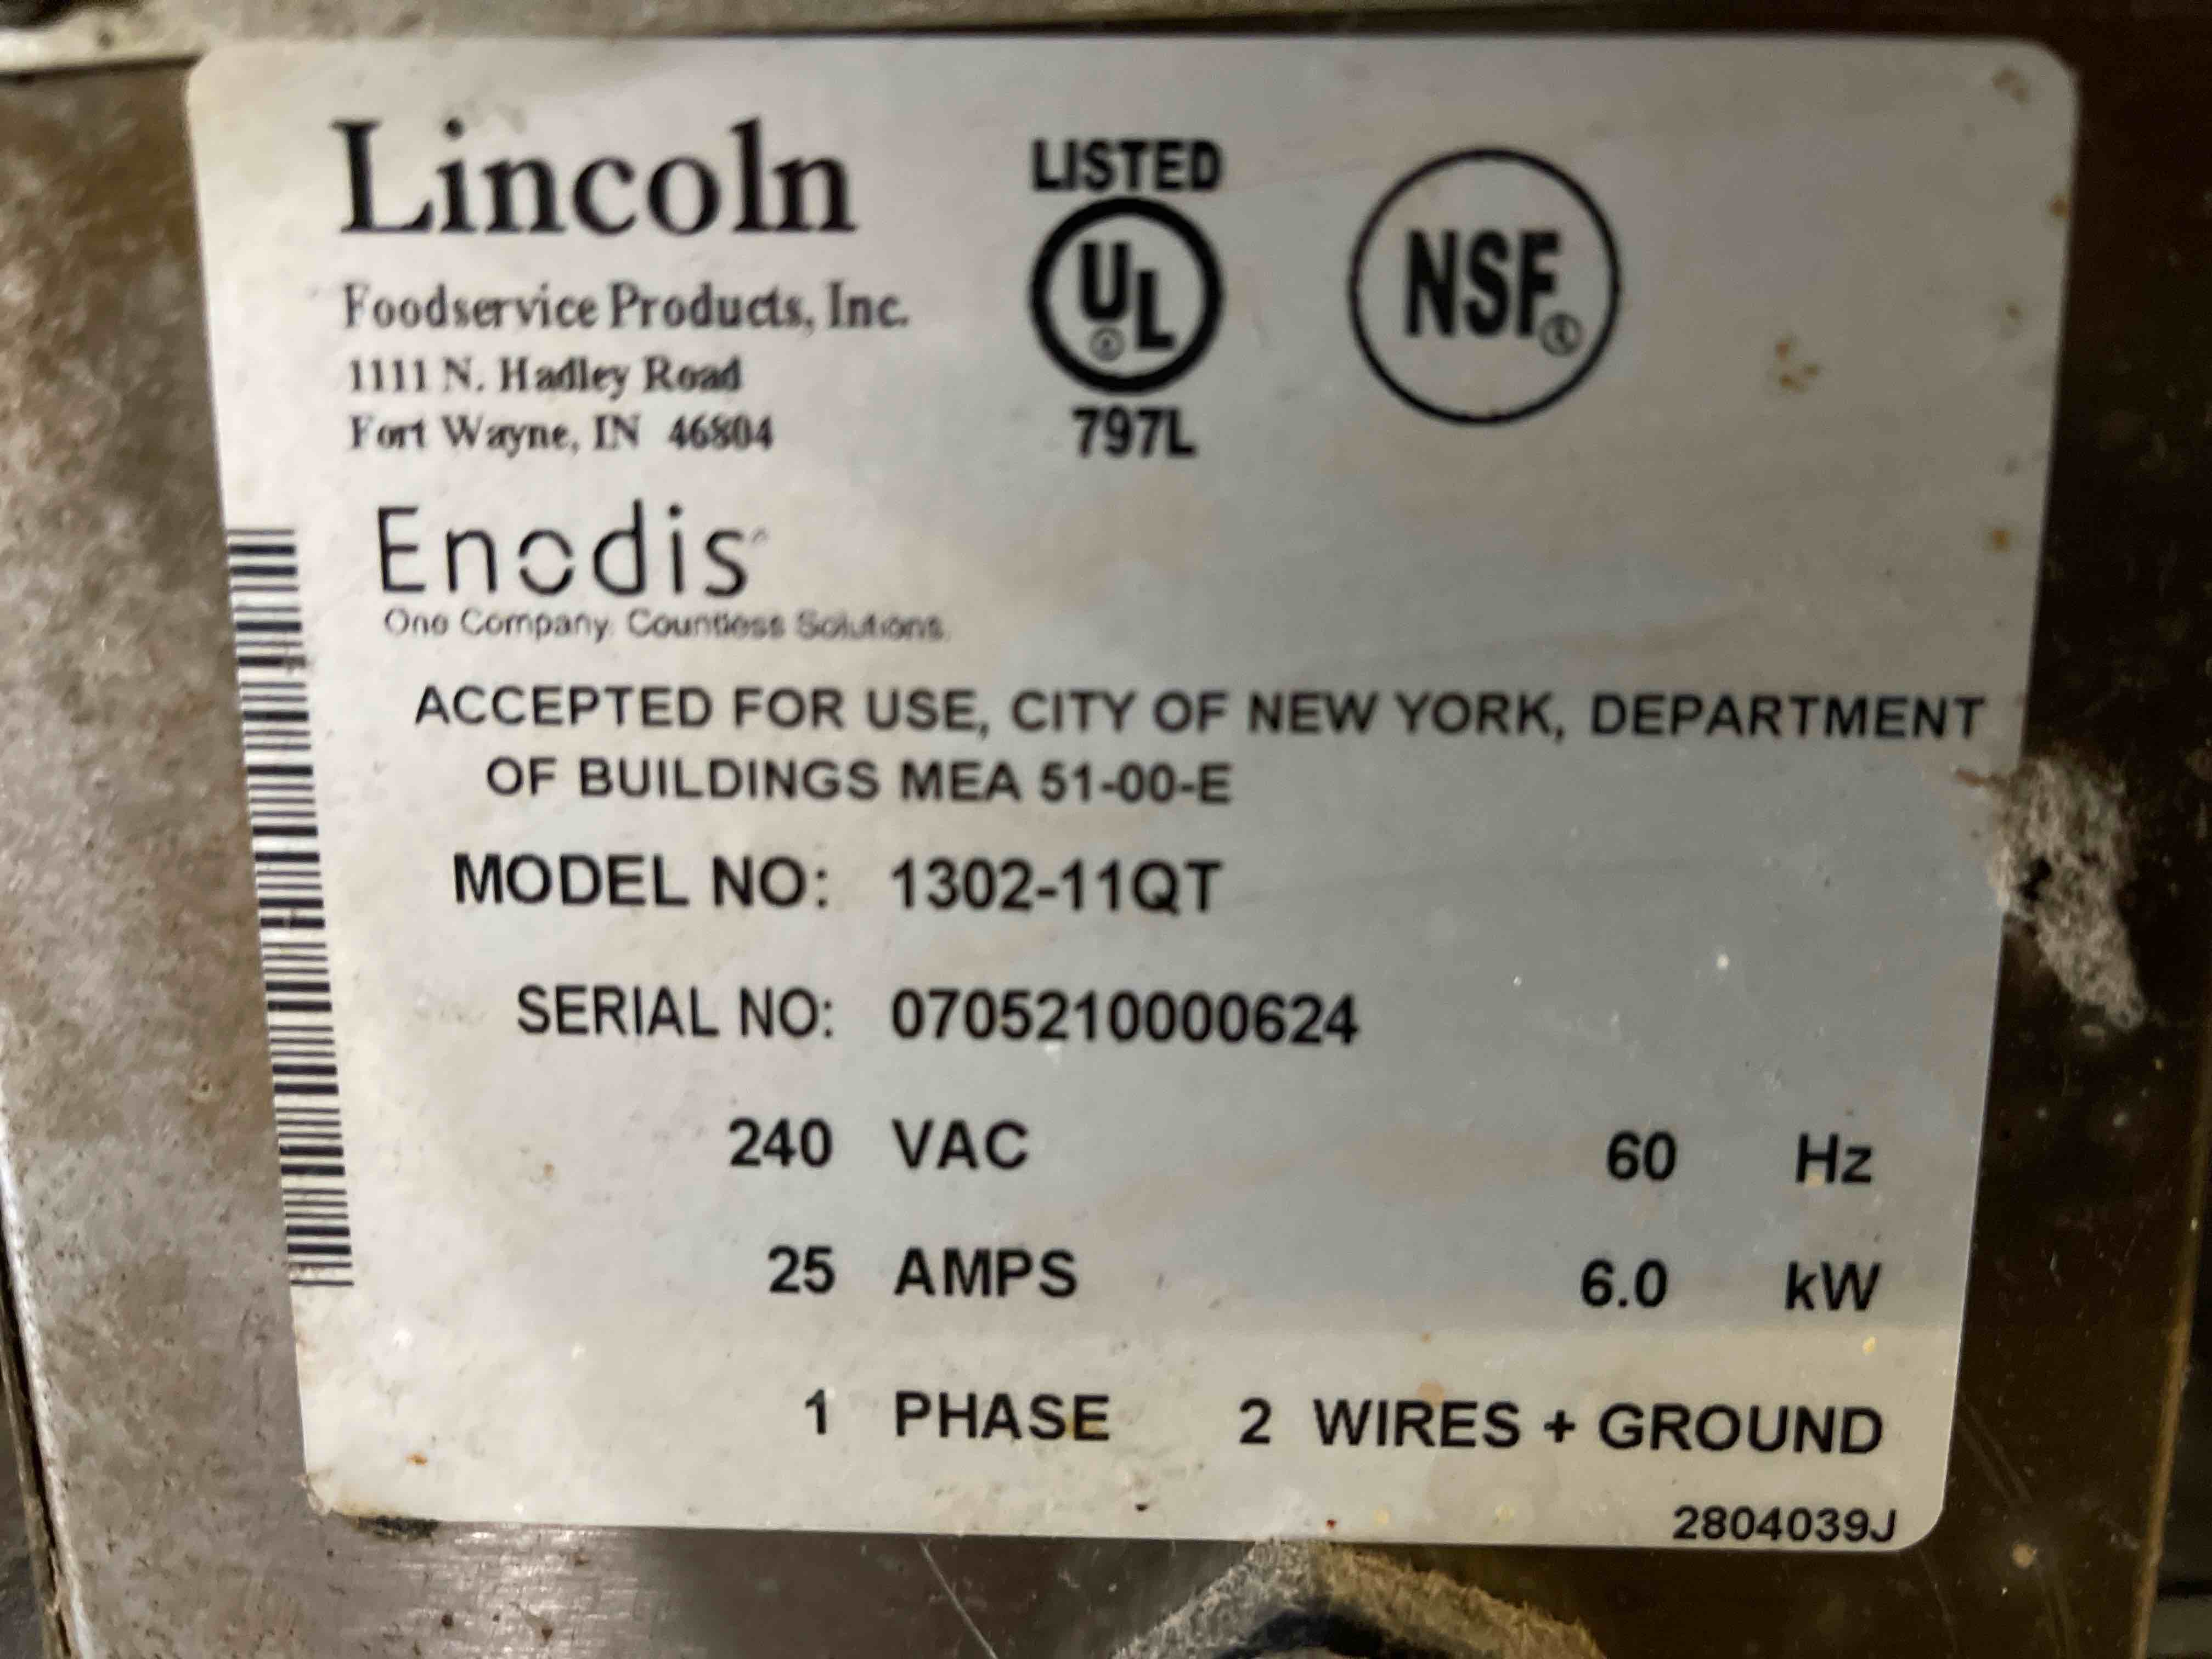 Lincoln
Foodservice Products, Inc.
1111 N. Hadley Road
Fort Wayne, IN 46804
LISTED
UL
797L
NSF®
Enodis
One Company. Countless Solutions.
ACCEPTED FOR USE, CITY OF NEW YORK, DEPARTMENT
OF BUILDINGS MEA 51-00-E
MODEL NO: 1302-11QT
SERIAL NO: 0705210000624
240 VAC 60 Hz
25 AMPS 6.0 kW
1 PHASE 2 WIRES + GROUND
2804039J